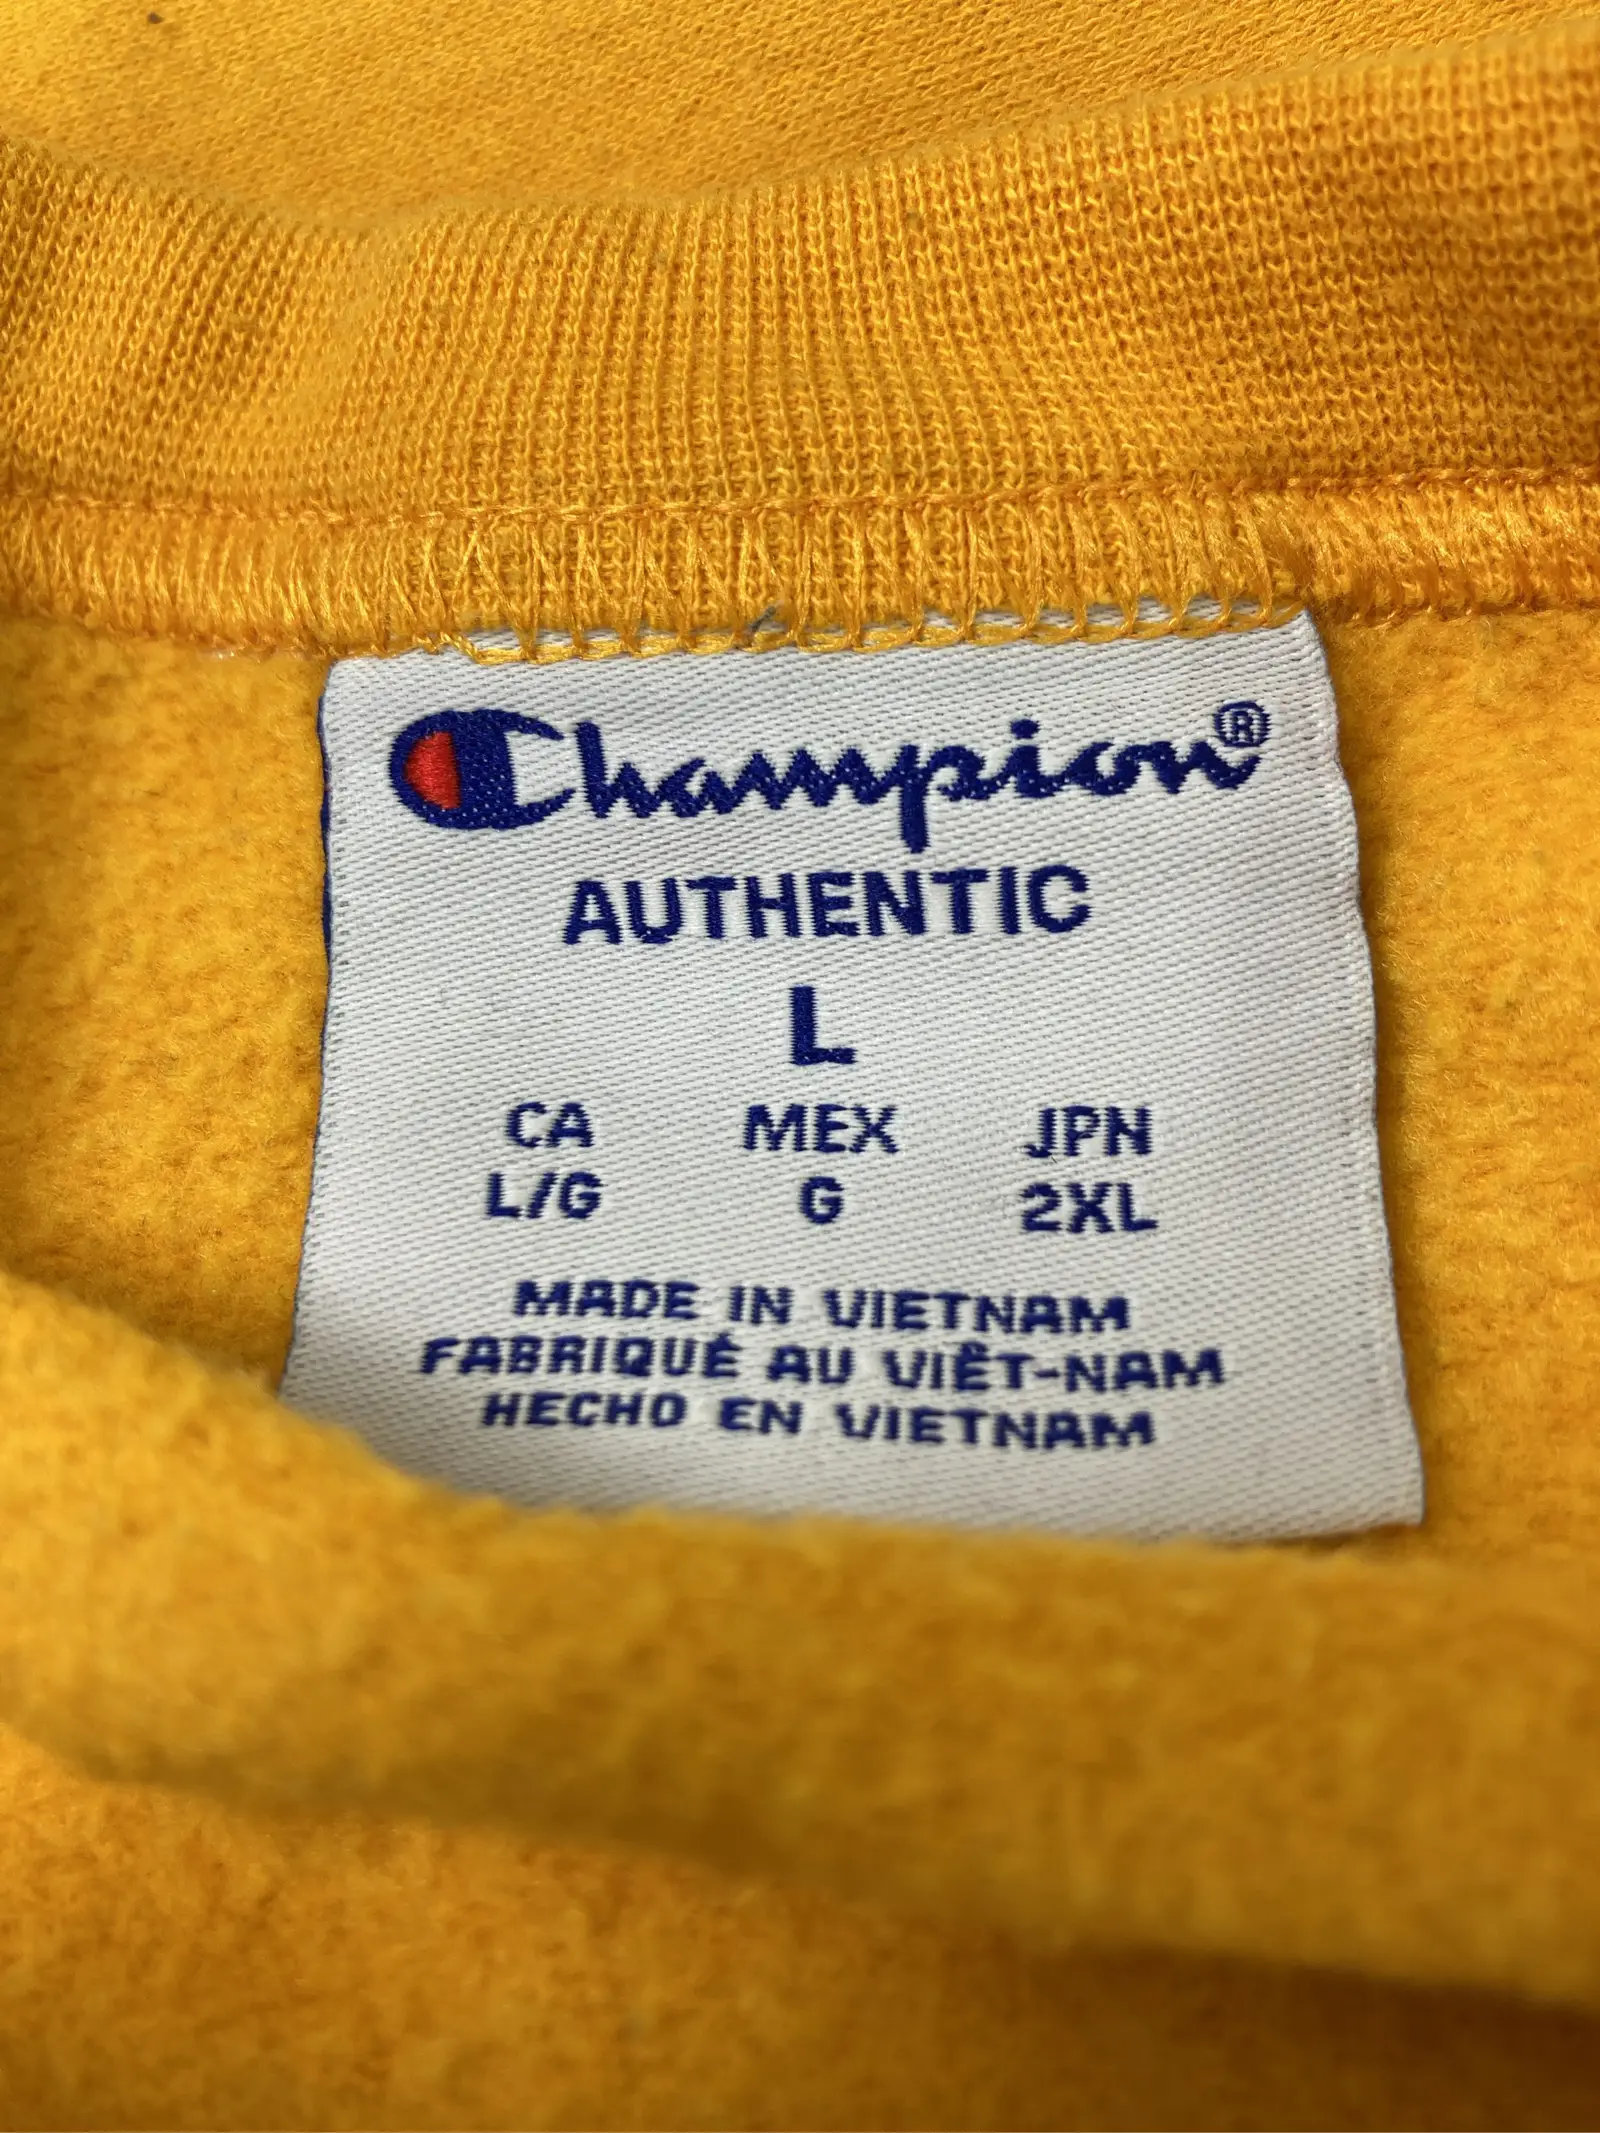 Champion®
AUTHENTIC
L
CA MEX JPN
L/G G 2XL
MADE IN VIETNAM
FABRIQUÉ AU VIÊT-NAM
HECHO EN VIETNAM